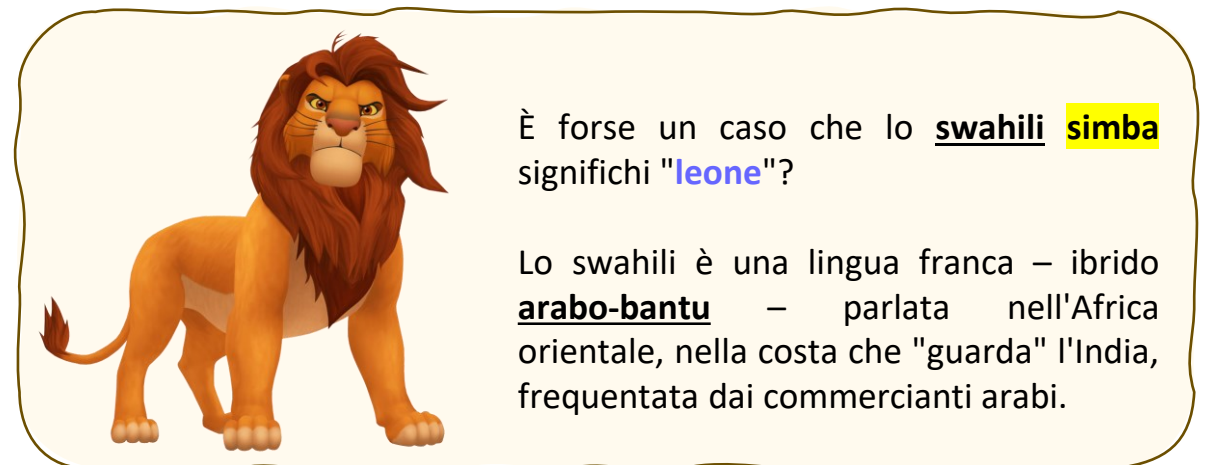 È forse un caso che lo swahili simba
significhi "leone"?
Lo swahili è una lingua franca – ibrido
arabo-bantu – parlata nell'Africa
orientale, nella costa che "guarda" l'India,
frequentata dai commercianti arabi.